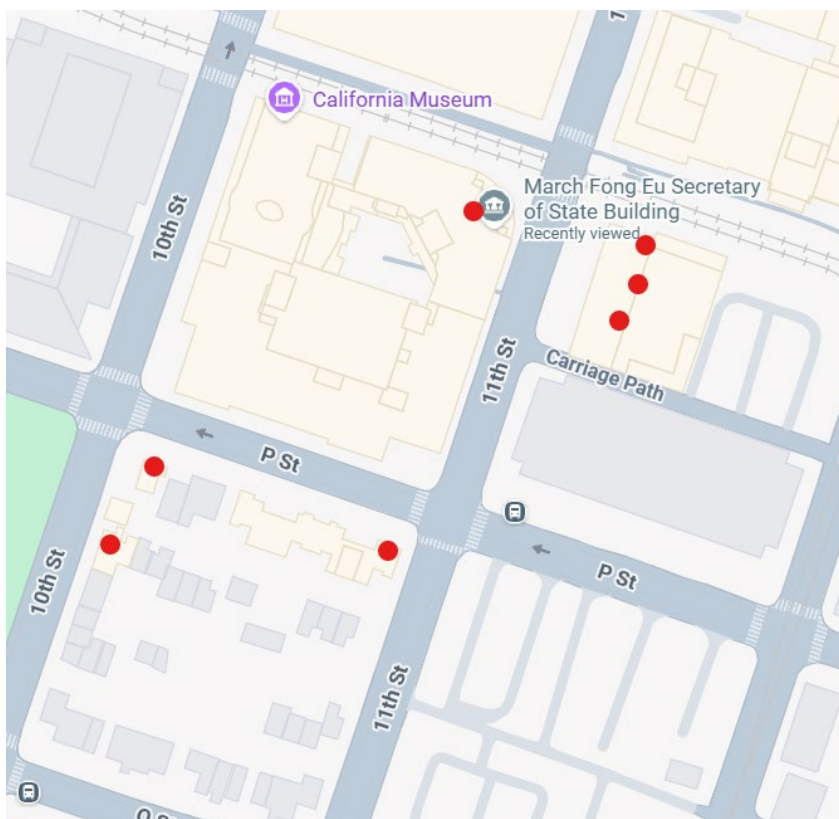 1
California Museum
10th St
March Fong Eu Secretary
of State Building
Recently viewed
11th St
Carriage Path
P St
P St
10th St
11th St